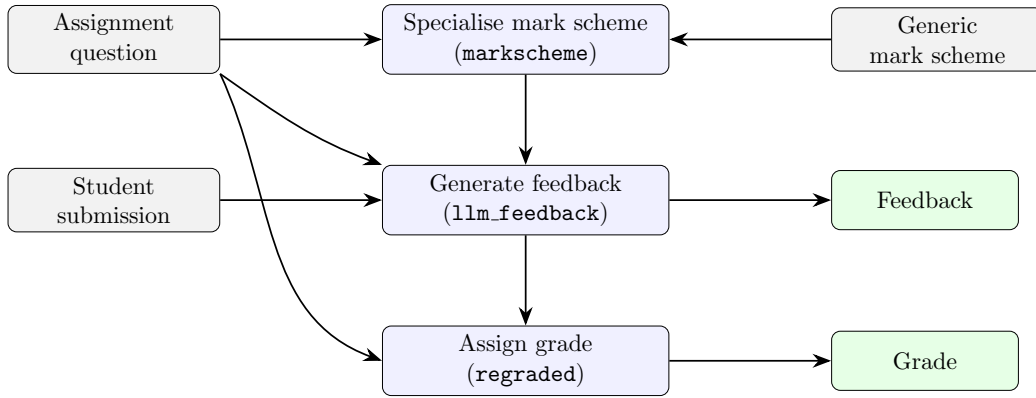 Assignment
question
Specialise mark scheme
(markscheme)
Generic
mark scheme
Student
submission
Generate feedback
(llm_feedback)
Feedback
Assign grade
(regraded)
Grade